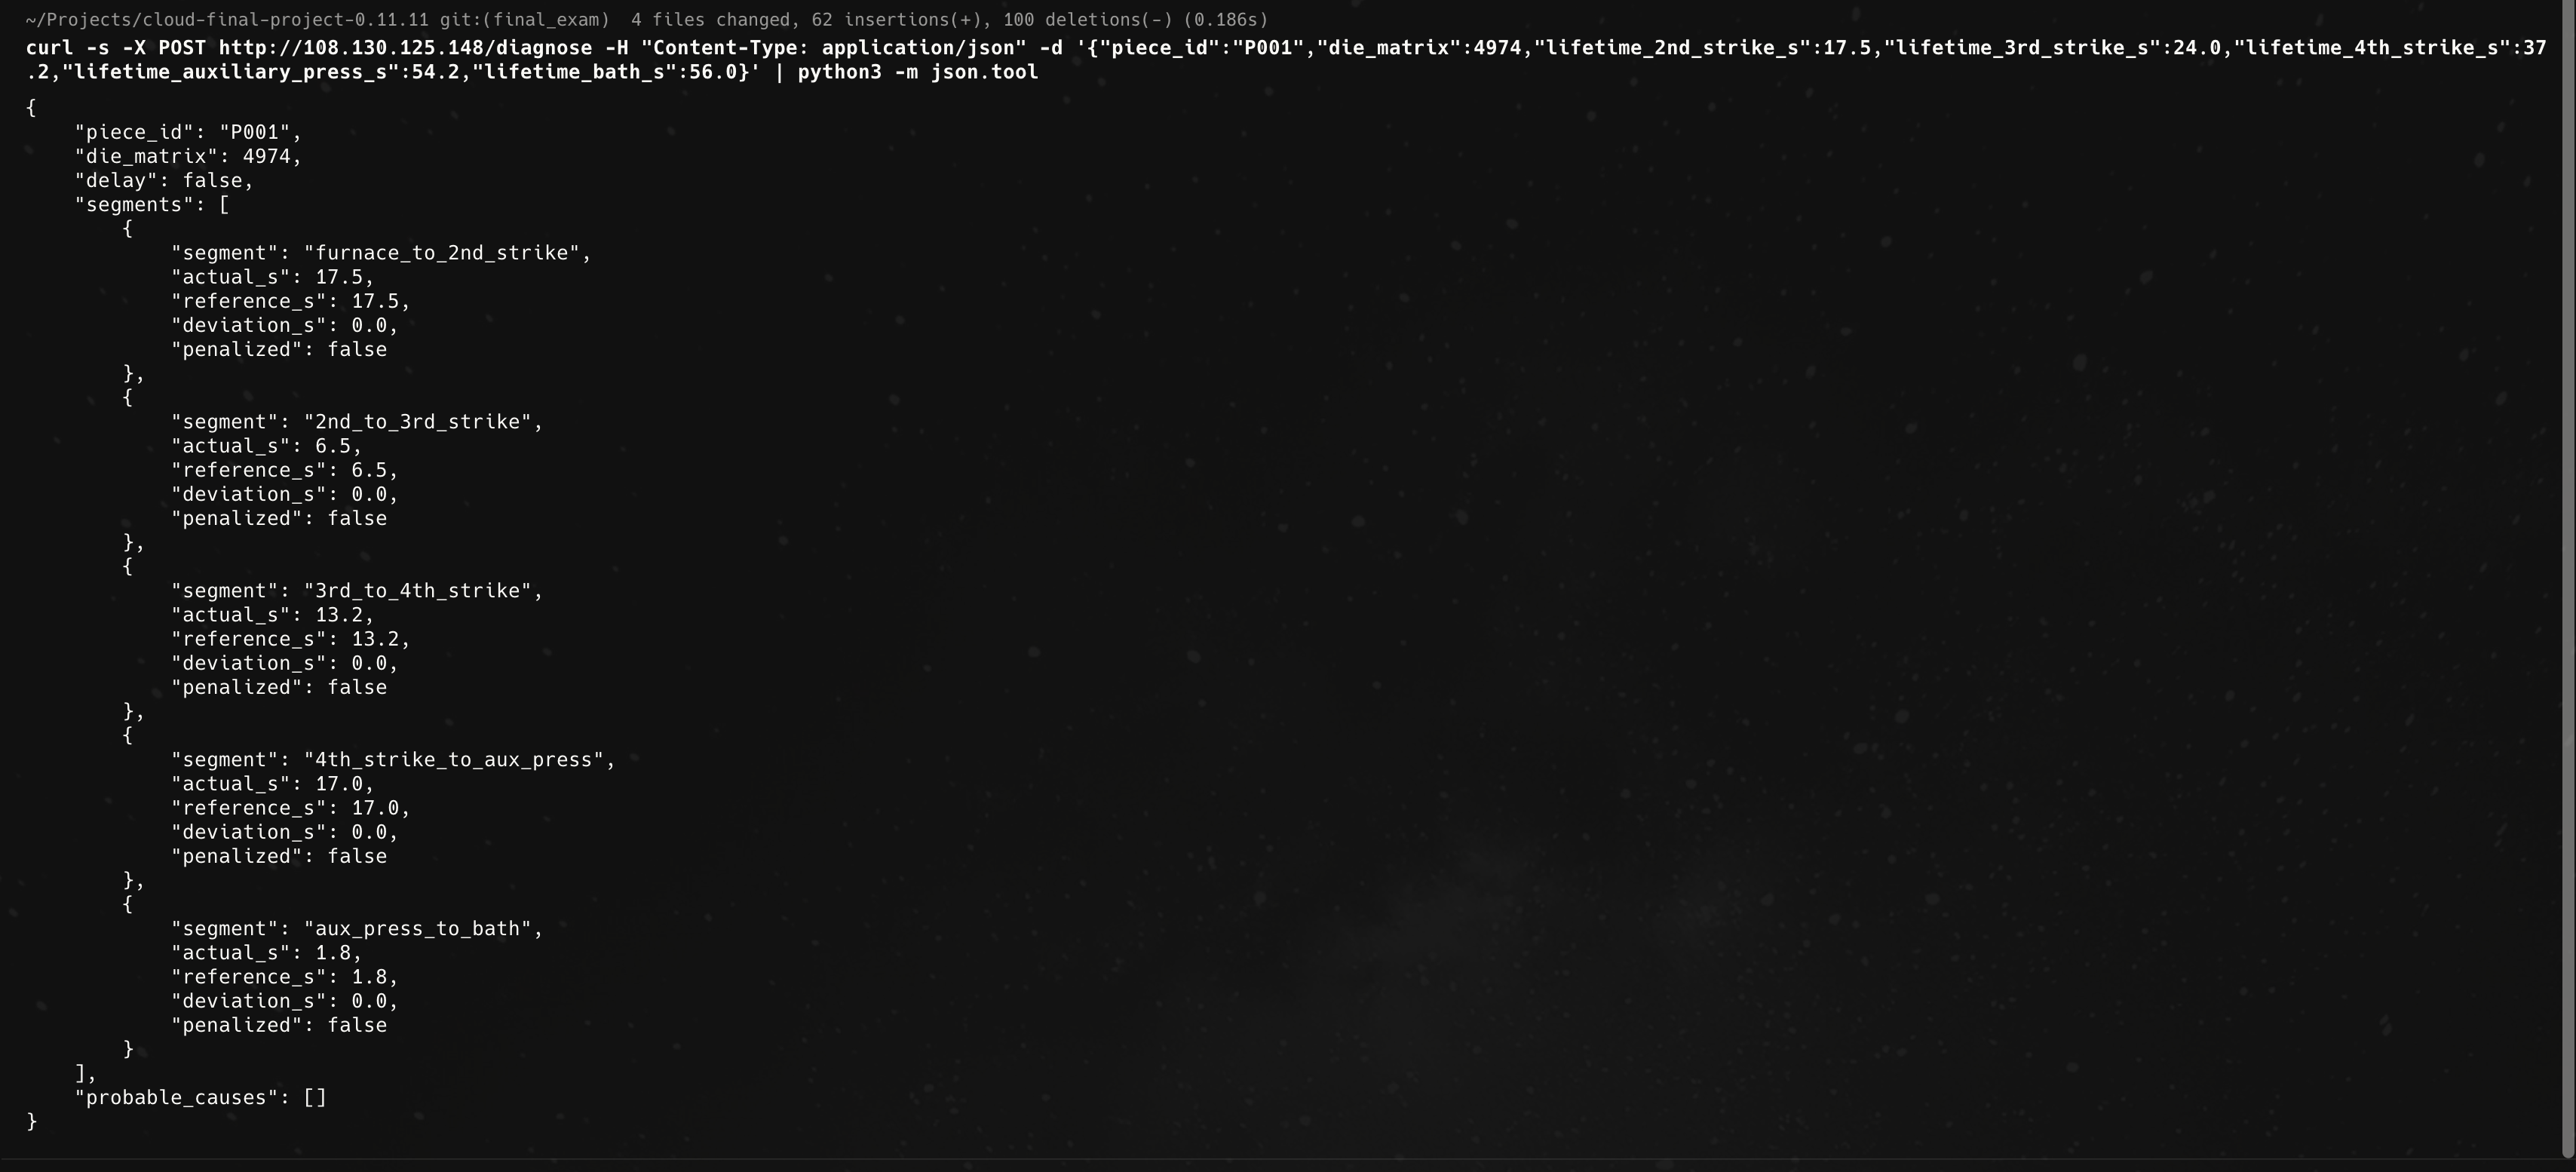 ~/Projects/cloud-final-project-0.11.11 git:(final_exam)  4 files changed, 62 insertions(+), 100 deletions(-) (0.186s)
curl -s -X POST http://108.130.125.148/diagnose -H "Content-Type: application/json" -d '{"piece_id":"P001","die_matrix":4974,"lifetime_2nd_strike_s":17.5,"lifetime_3rd_strike_s":24.0,"lifetime_4th_strike_s":37
.2,"lifetime_auxiliary_press_s":54.2,"lifetime_bath_s":56.0}' | python3 -m json.tool
{
    "piece_id": "P001",
    "die_matrix": 4974,
    "delay": false,
    "segments": [
        {
            "segment": "furnace_to_2nd_strike",
            "actual_s": 17.5,
            "reference_s": 17.5,
            "deviation_s": 0.0,
            "penalized": false
        },
        {
            "segment": "2nd_to_3rd_strike",
            "actual_s": 6.5,
            "reference_s": 6.5,
            "deviation_s": 0.0,
            "penalized": false
        },
        {
            "segment": "3rd_to_4th_strike",
            "actual_s": 13.2,
            "reference_s": 13.2,
            "deviation_s": 0.0,
            "penalized": false
        },
        {
            "segment": "4th_strike_to_aux_press",
            "actual_s": 17.0,
            "reference_s": 17.0,
            "deviation_s": 0.0,
            "penalized": false
        },
        {
            "segment": "aux_press_to_bath",
            "actual_s": 1.8,
            "reference_s": 1.8,
            "deviation_s": 0.0,
            "penalized": false
        }
    ],
    "probable_causes": []
}